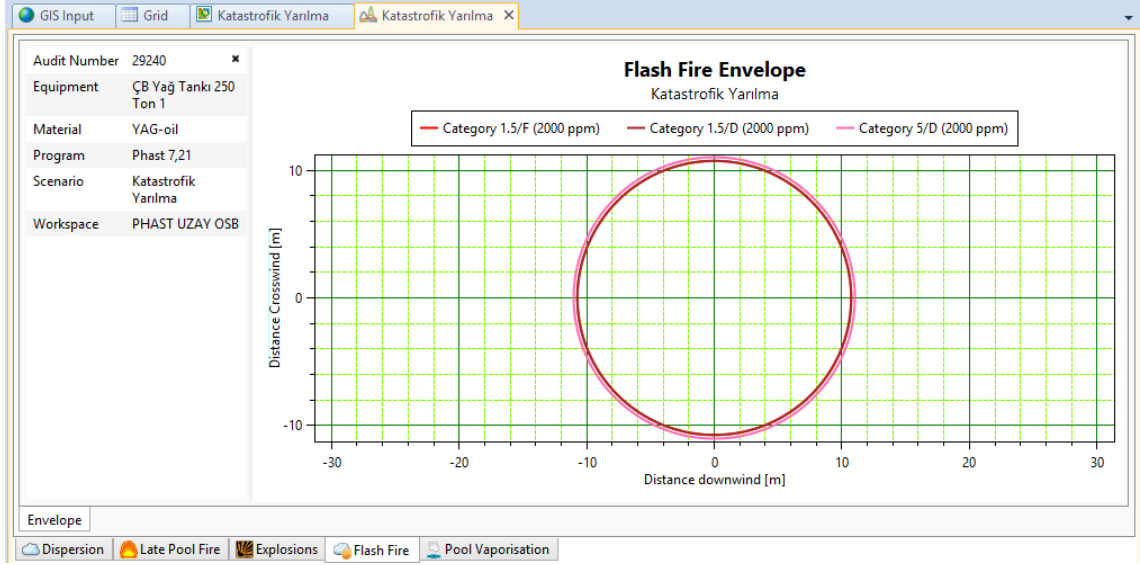 GIS Input Grid Katastrofik Yarılma Katastrofik Yarılma
Audit Number 29240
Equipment ÇB Yağ Tankı 250
Ton 1
Material YAG-oil
Program Phast 7,21
Scenario Katastrofik
Yarılma
Workspace PHAST UZAY OSB
Flash Fire Envelope
Katastrofik Yarılma
Category 1.5/F (2000 ppm) Category 1.5/D (2000 ppm) Category 5/D (2000 ppm)
Distance Crosswind [m]
10
0
-10
-30 -20 -10 0 10 20 30
Distance downwind [m]
Envelope
Dispersion Late Pool Fire Explosions Flash Fire Pool Vaporisation